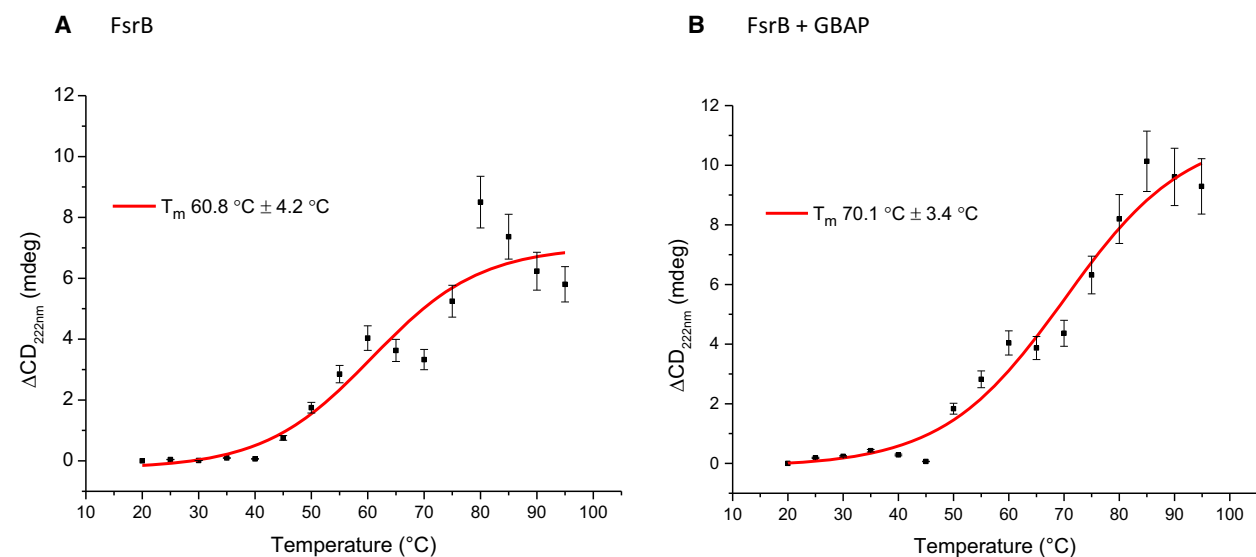 A FsrB
12
10
8
6
4
2
0
ΔCD222nm (mdeg)
Tm 60.8 °C ± 4.2 °C
10 20 30 40 50 60 70 80 90 100
Temperature (°C)
B FsrB + GBAP
12
10
8
6
4
2
0
ΔCD222nm (mdeg)
Tm 70.1 °C ± 3.4 °C
10 20 30 40 50 60 70 80 90 100
Temperature (°C)